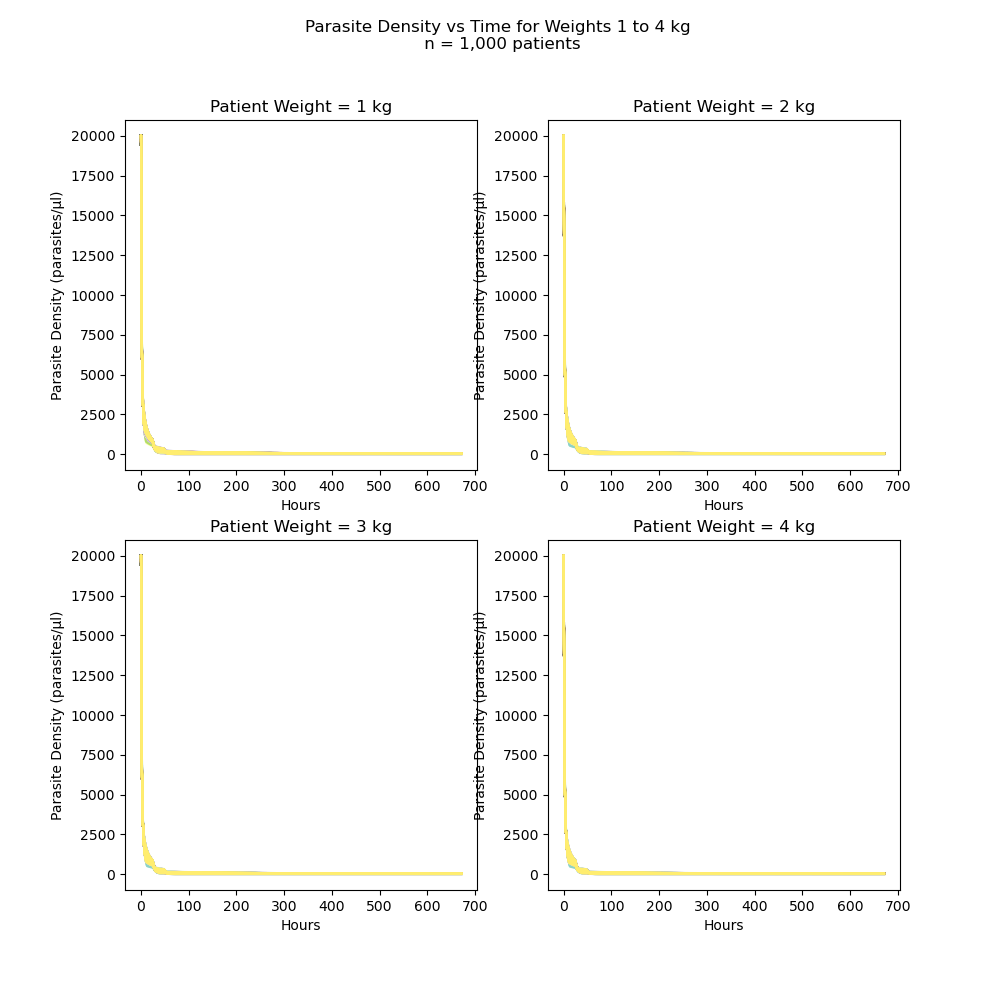 Parasite Density vs Time for Weights 1 to 4 kg
n = 1,000 patients
Patient Weight = 1 kg
Parasite Density (parasites/µl)
20000
17500
15000
12500
10000
7500
5000
2500
0
0 100 200 300 400 500 600 700
Hours
Patient Weight = 2 kg
Parasite Density (parasites/µl)
20000
17500
15000
12500
10000
7500
5000
2500
0
0 100 200 300 400 500 600 700
Hours
Patient Weight = 3 kg
Parasite Density (parasites/µl)
20000
17500
15000
12500
10000
7500
5000
2500
0
0 100 200 300 400 500 600 700
Hours
Patient Weight = 4 kg
Parasite Density (parasites/µl)
20000
17500
15000
12500
10000
7500
5000
2500
0
0 100 200 300 400 500 600 700
Hours